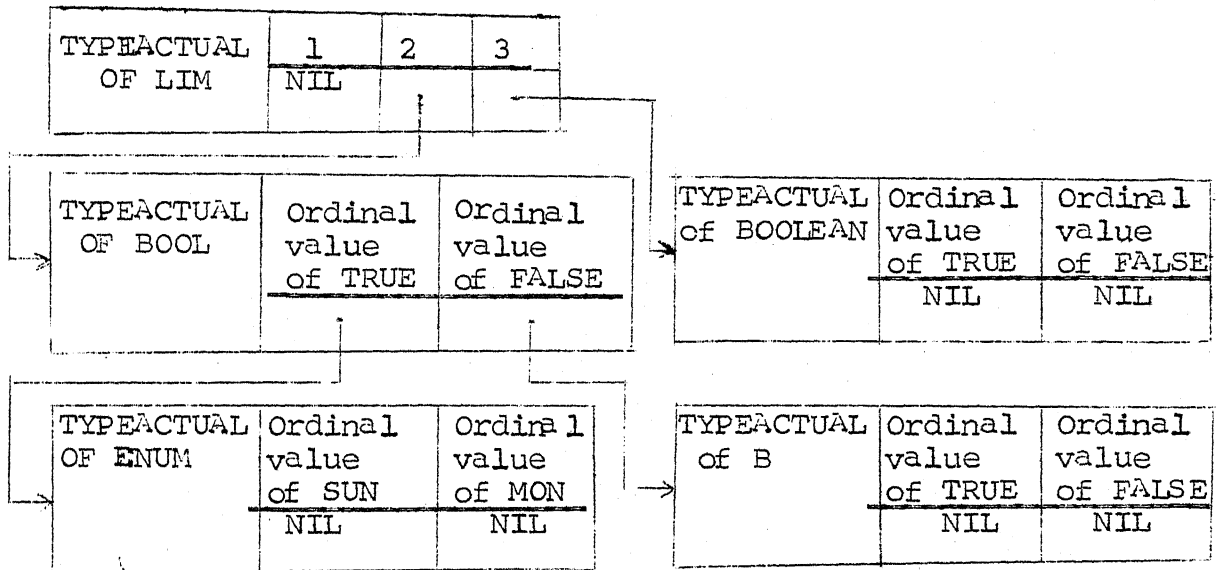 TYPEACTUAL 1 2 3
OF LIM NIL
TYPEACTUAL
OF BOOL
Ordinal
value
of TRUE
Ordinal
value
of FALSE
TYPEACTUAL
of BOOLEAN
Ordinal
value
of TRUE
NIL
Ordinal
value
of FALSE
NIL
TYPEACTUAL
OF ENUM
Ordinal
value
of SUN
NIL
Ordinal
value
of MON
NIL
TYPEACTUAL
of B
Ordinal
value
of TRUE
NIL
Ordinal
value
of FALSE
NIL